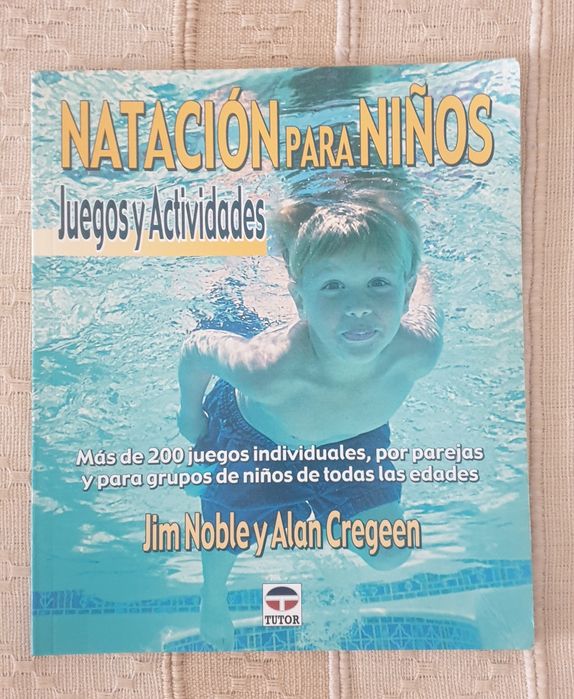 NATACIÓN PARA NIÑOS
Juegos y Actividades
Más de 200 juegos individuales, por parejas
y para grupos de niños de todas las edades
Jim Noble y Alan Cregeen
TUTOR